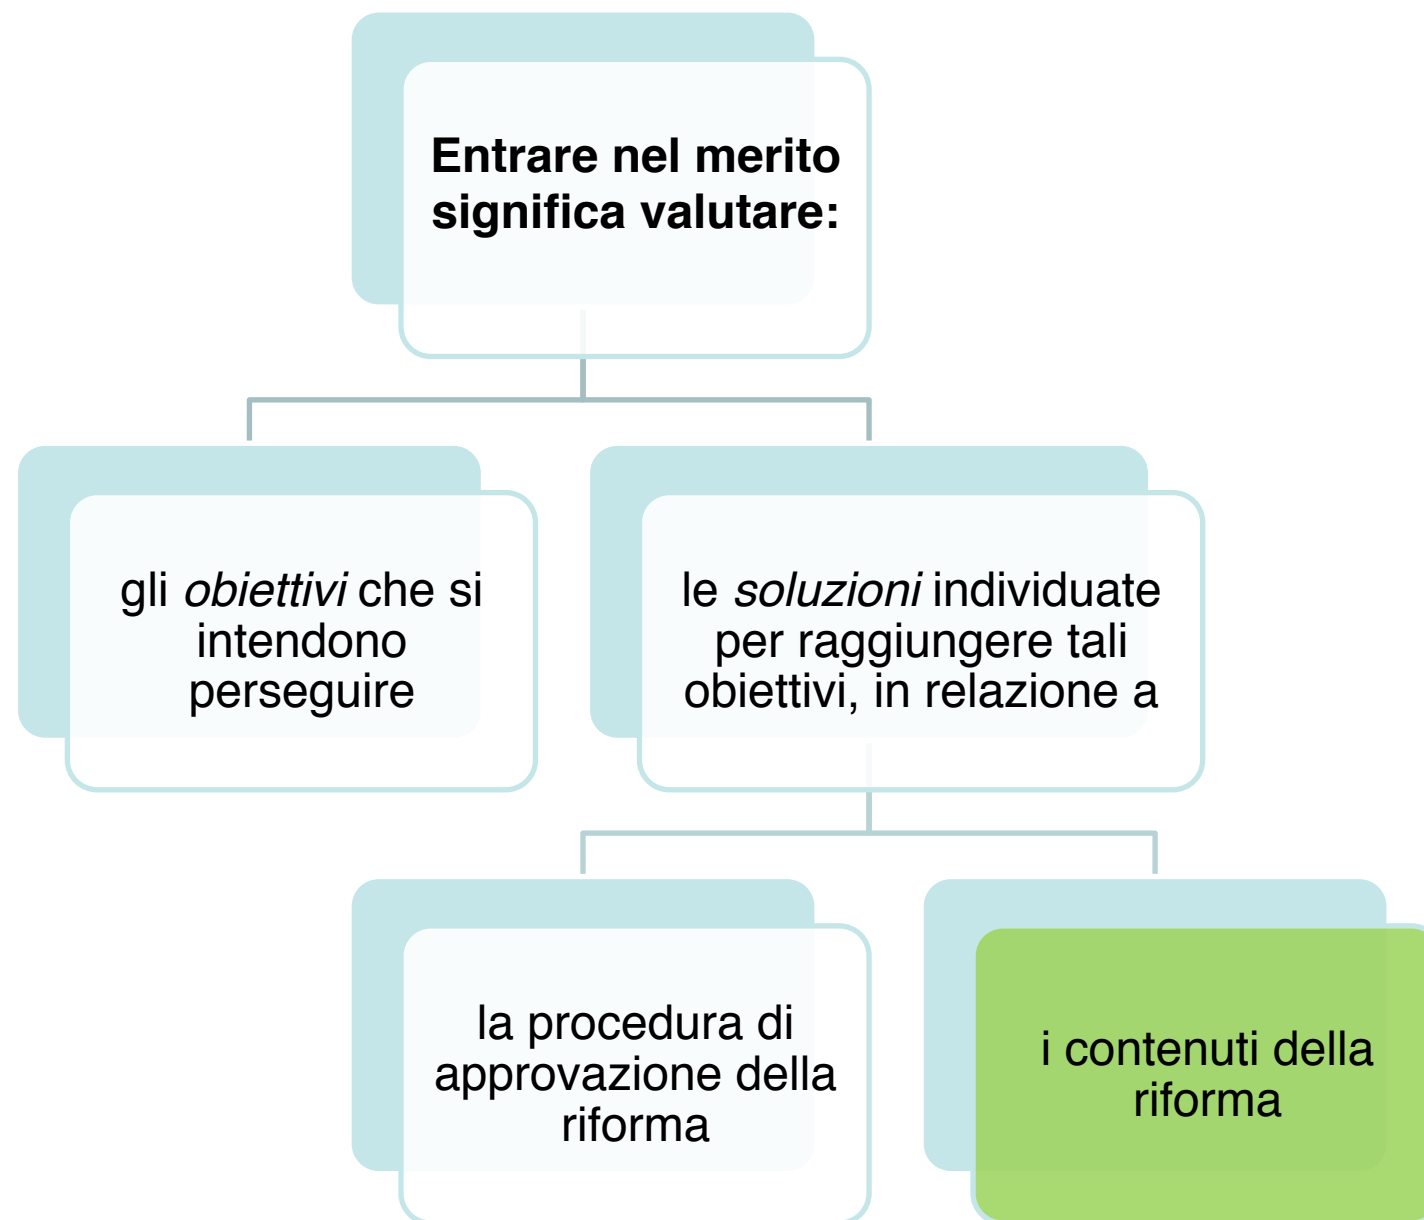 Entrare nel merito
significa valutare:
gli obiettivi che si
intendono
perseguire
le soluzioni individuate
per raggiungere tali
obiettivi, in relazione a
la procedura di
approvazione della
riforma
i contenuti della
riforma